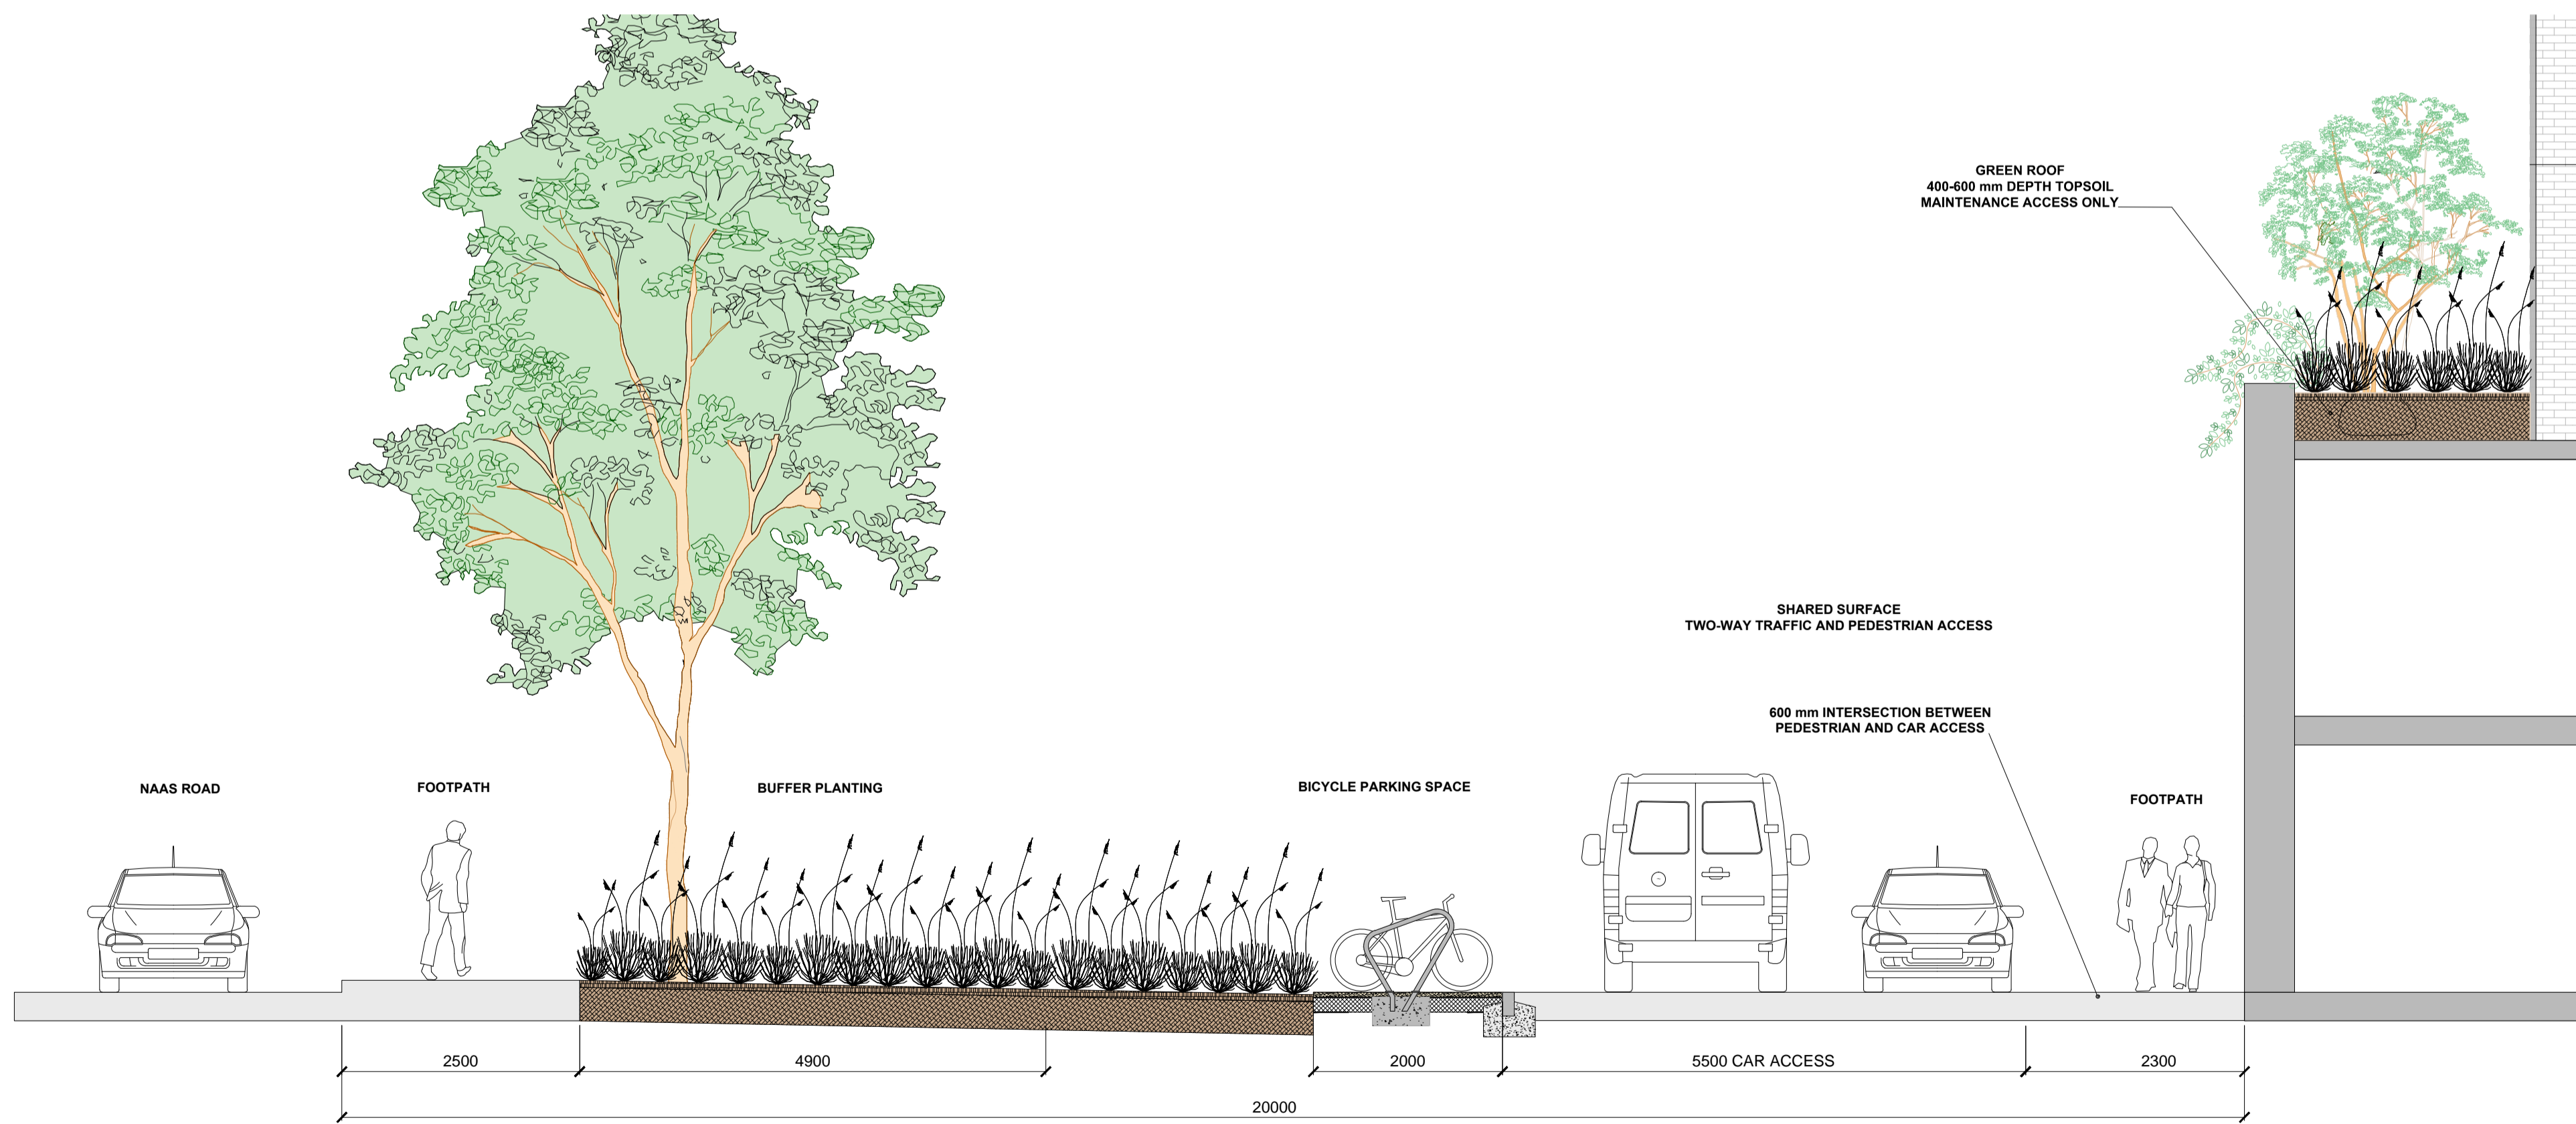 GREEN ROOF
400-600 mm DEPTH TOPSOIL
MAINTENANCE ACCESS ONLY
SHARED SURFACE
TWO-WAY TRAFFIC AND PEDESTRIAN ACCESS
600 mm INTERSECTION BETWEEN
PEDESTRIAN AND CAR ACCESS
NAAS ROAD
FOOTPATH
BUFFER PLANTING
BICYCLE PARKING SPACE
FOOTPATH
2500
4900
2000
5500 CAR ACCESS
2300
20000